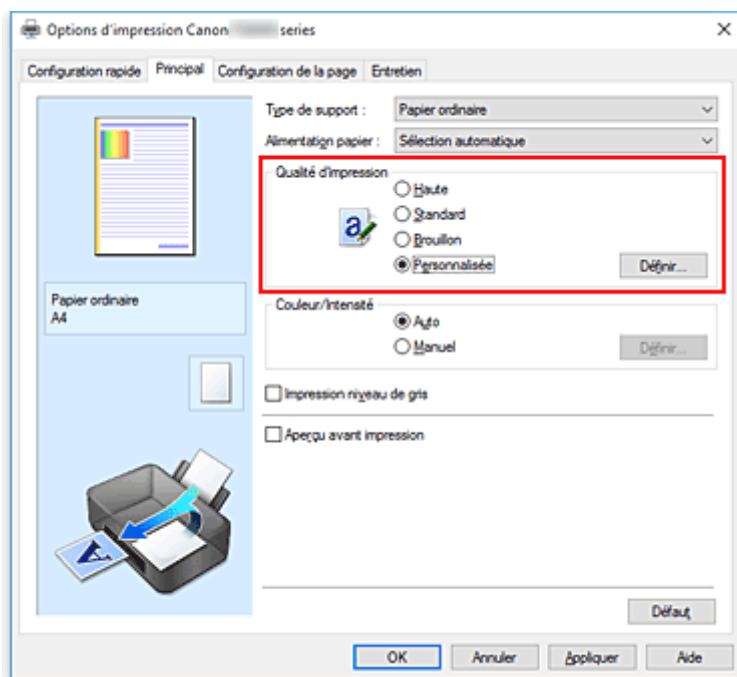 Options d'impression Canon series
Configuration rapide Principal Configuration de la page Entretien
Type de support : Papier ordinaire
Alimentation papier : Sélection automatique
Qualité d'impression
Haute
Standard
Brouillon
Personnalisée Définir...
Papier ordinaire
A4
Couleur/Intensité
Auto
Manuel Définir...
Impression niveau de gris
Aperçu avant impression
Défaut
OK Annuler Appliquer Aide